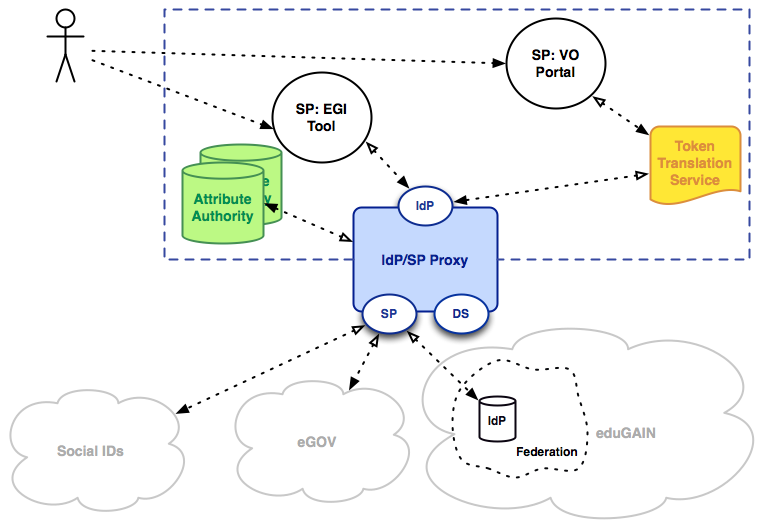 SP: VO
Portal
SP: EGI
Tool
Token
Translation
Service
Attribute
Authority
IdP
IdP/SP Proxy
SP
DS
IdP
Federation
eduGAIN
eGOV
Social IDs